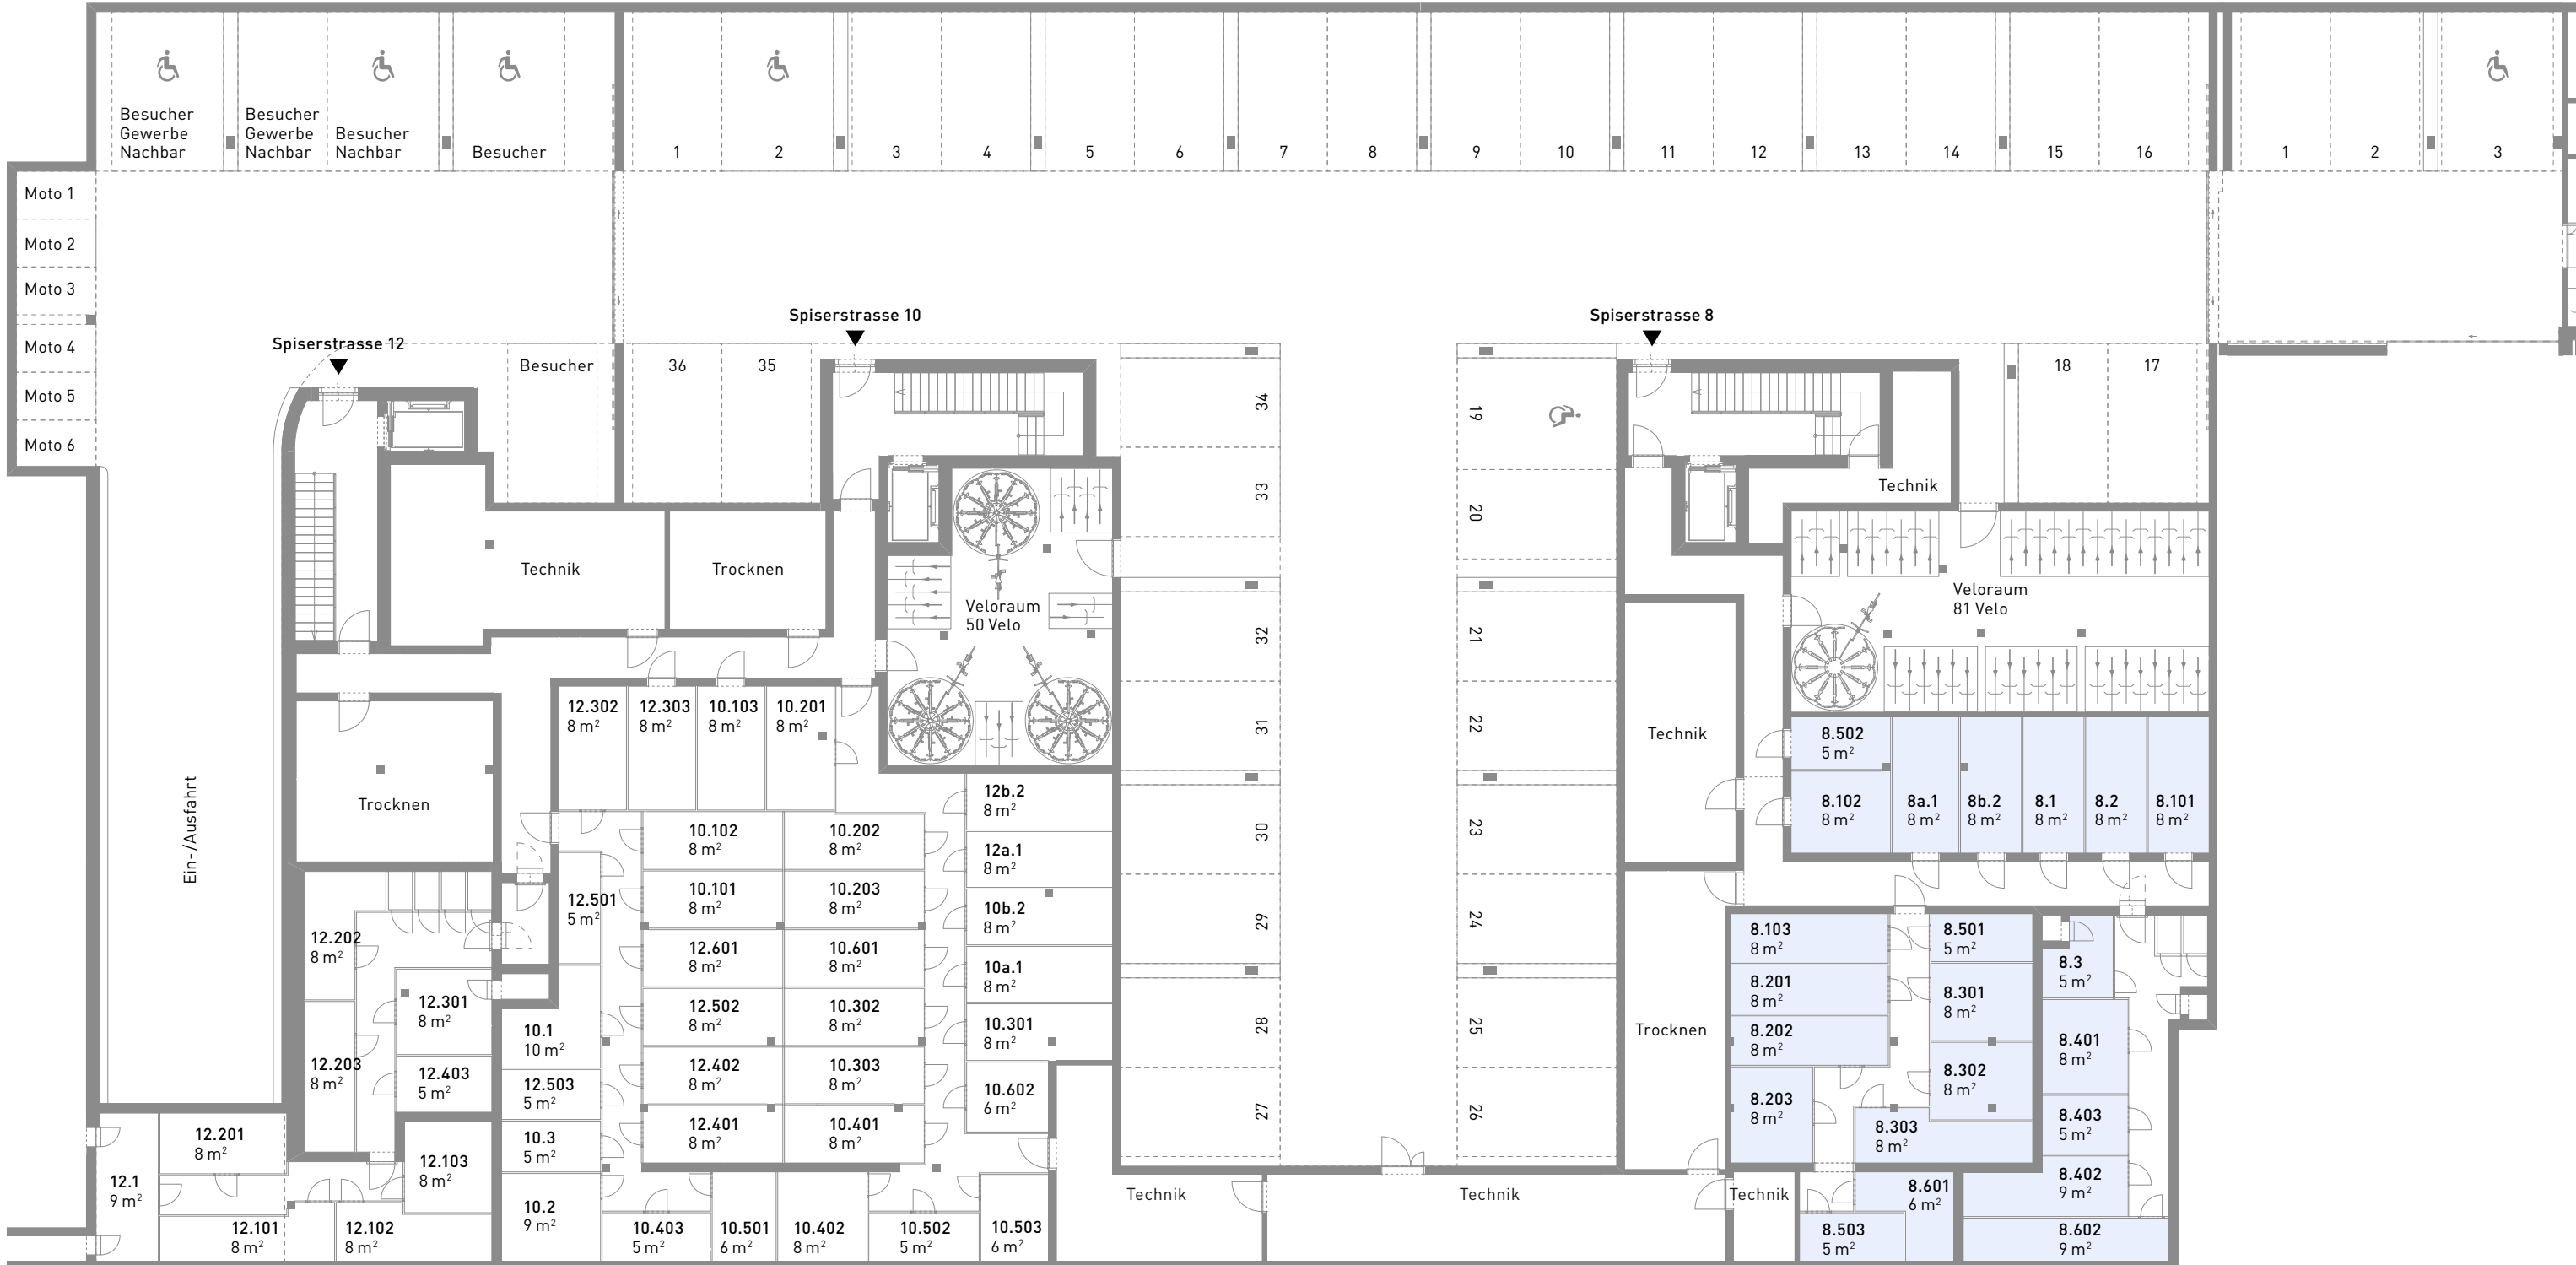 Besucher
Gewerbe
Nachbar
Besucher
Gewerbe
Nachbar
Besucher
Nachbar
Besucher
1
2
3
4
5
6
7
8
9
10
11
12
13
14
15
16
1
2
3
Moto 1
Moto 2
Moto 3
Moto 4
Moto 5
Moto 6
Spiserstrasse 12
Spiserstrasse 10
Spiserstrasse 8
Besucher
36
35
34
33
32
31
30
29
28
27
19
20
21
22
23
24
25
26
18
17
Technik
Technik
Trocknen
Veloraum
50 Velo
Veloraum
81 Velo
Ein-/Ausfahrt
Trocknen
12.302
8 m²
12.303
8 m²
10.103
8 m²
10.201
8 m²
Technik
8.502
5 m²
8.102
8 m²
8a.1
8 m²
8b.2
8 m²
8.1
8 m²
8.2
8 m²
8.101
8 m²
12b.2
8 m²
12a.1
8 m²
10b.2
8 m²
10a.1
8 m²
10.301
8 m²
10.602
6 m²
10.102
8 m²
10.202
8 m²
10.101
8 m²
10.203
8 m²
12.601
8 m²
10.601
8 m²
12.502
8 m²
10.302
8 m²
12.402
8 m²
10.303
8 m²
12.401
8 m²
10.401
8 m²
12.501
5 m²
10.1
10 m²
12.503
5 m²
10.3
5 m²
10.2
9 m²
12.202
8 m²
12.203
8 m²
12.301
8 m²
12.403
5 m²
12.103
8 m²
12.201
8 m²
12.1
9 m²
12.101
8 m²
12.102
8 m²
10.403
5 m²
10.501
6 m²
10.402
8 m²
10.502
5 m²
10.503
6 m²
Technik
Technik
Technik
Trocknen
8.103
8 m²
8.201
8 m²
8.202
8 m²
8.203
8 m²
8.501
5 m²
8.301
8 m²
8.302
8 m²
8.303
8 m²
8.3
5 m²
8.401
8 m²
8.403
5 m²
8.402
9 m²
8.602
9 m²
8.601
6 m²
8.503
5 m²